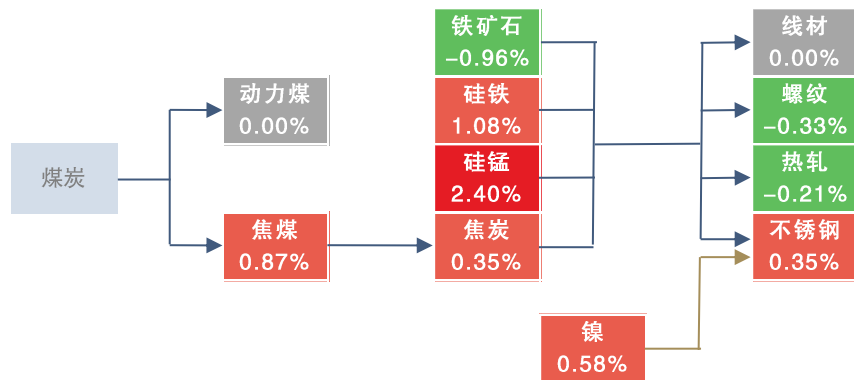 煤炭
动力煤
0.00%
焦煤
0.87%
铁矿石
-0.96%
硅铁
1.08%
硅锰
2.40%
焦炭
0.35%
镍
0.58%
线材
0.00%
螺纹
-0.33%
热轧
-0.21%
不锈钢
0.35%